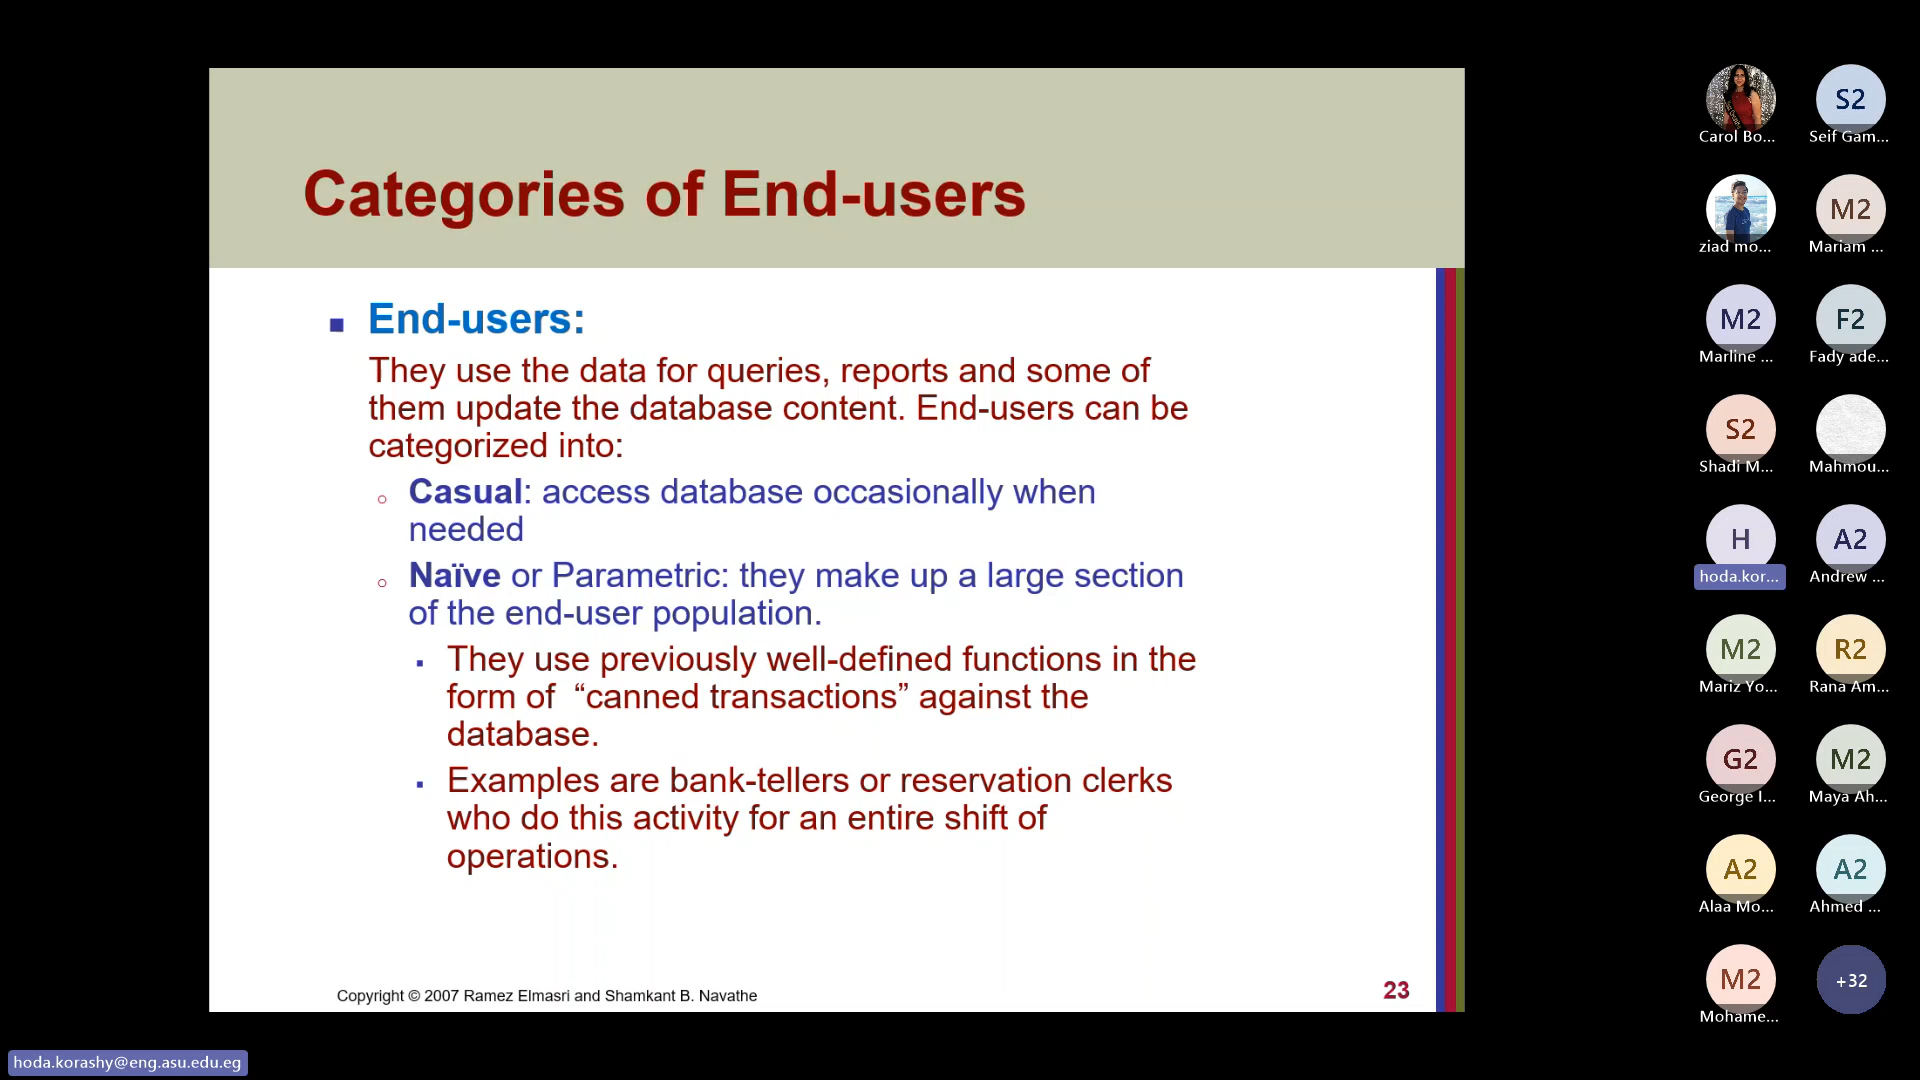 Categories of End-users
End-users:
They use the data for queries, reports and some of
them update the database content. End-users can be
categorized into:
Casual: access database occasionally when
needed
Naïve or Parametric: they make up a large section
of the end-user population.
They use previously well-defined functions in the
form of “canned transactions” against the
database.
Examples are bank-tellers or reservation clerks
who do this activity for an entire shift of
operations.
Copyright © 2007 Ramez Elmasri and Shamkant B. Navathe
23
Carol Bo...
S2
Seif Gam...
ziad mo...
M2
Mariam ...
M2
Marline ...
F2
Fady ade...
S2
Shadi M...
Mahmou...
H
hoda.kor...
A2
Andrew ...
M2
Mariz Yo...
R2
Rana Am...
G2
George I...
M2
Maya Ah...
A2
Alaa Mo...
A2
Ahmed ...
M2
Mohame...
+32
hoda.korashy@eng.asu.edu.eg